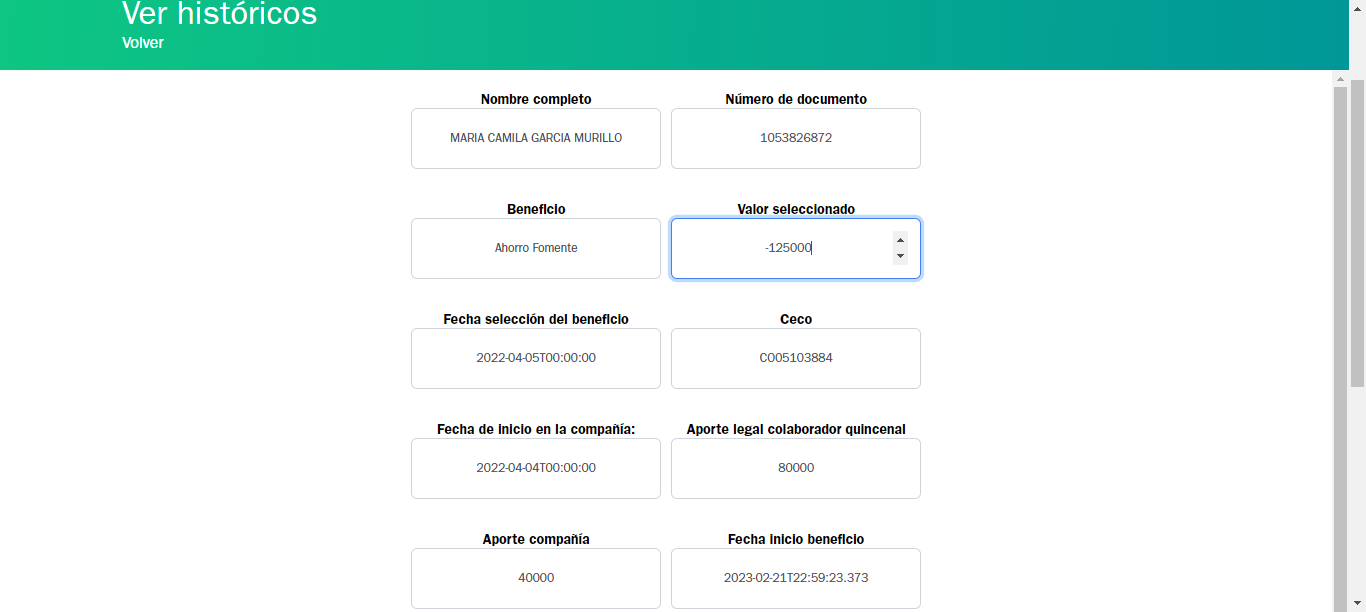 Ver históricos
Volver
Nombre completo
Número de documento
MARIA CAMILA GARCIA MURILLO
1053826872
Beneficio
Valor seleccionado
Ahorro Fomente
-125000
Fecha selección del beneficio
Ceco
2022-04-05T00:00:00
CO05103884
Fecha de inicio en la compañía:
Aporte legal colaborador quincenal
2022-04-04T00:00:00
80000
Aporte compañía
Fecha inicio beneficio
40000
2023-02-21T22:59:23.373